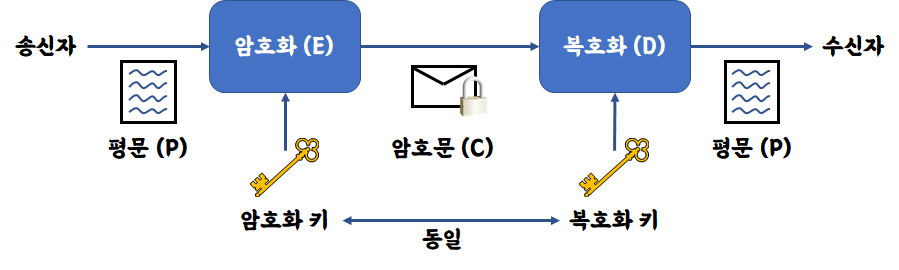 송신자
암호화 (E)
복호화 (D)
수신자
평문 (P)
암호문 (C)
평문 (P)
암호화 키
복호화 키
동일